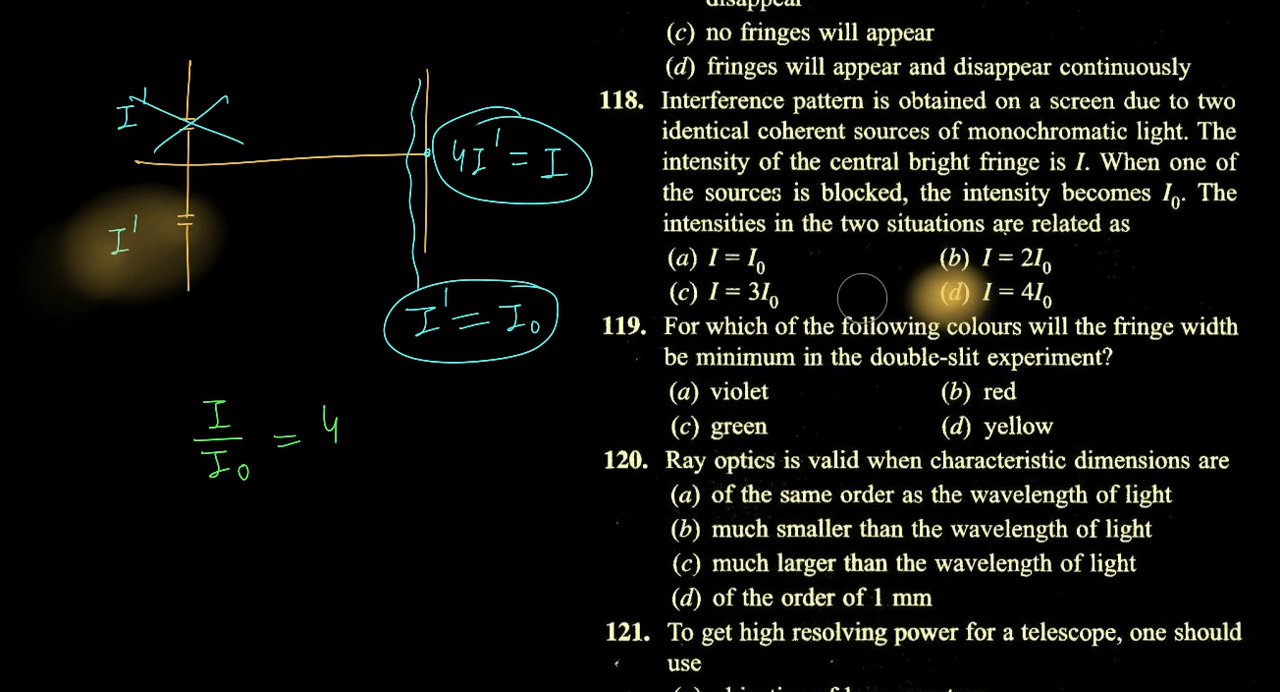 disappear
(c) no fringes will appear
(d) fringes will appear and disappear continuously
118. Interference pattern is obtained on a screen due to two
identical coherent sources of monochromatic light. The
intensity of the central bright fringe is I. When one of
the sources is blocked, the intensity becomes I₀. The
intensities in the two situations are related as
(a) I = I₀ (b) I = 2I₀
(c) I = 3I₀ (d) I = 4I₀
119. For which of the following colours will the fringe width
be minimum in the double-slit experiment?
(a) violet (b) red
(c) green (d) yellow
120. Ray optics is valid when characteristic dimensions are
(a) of the same order as the wavelength of light
(b) much smaller than the wavelength of light
(c) much larger than the wavelength of light
(d) of the order of 1 mm
121. To get high resolving power for a telescope, one should
use
I'
I'
4I' = I
I' = I₀
I/I₀ = 4